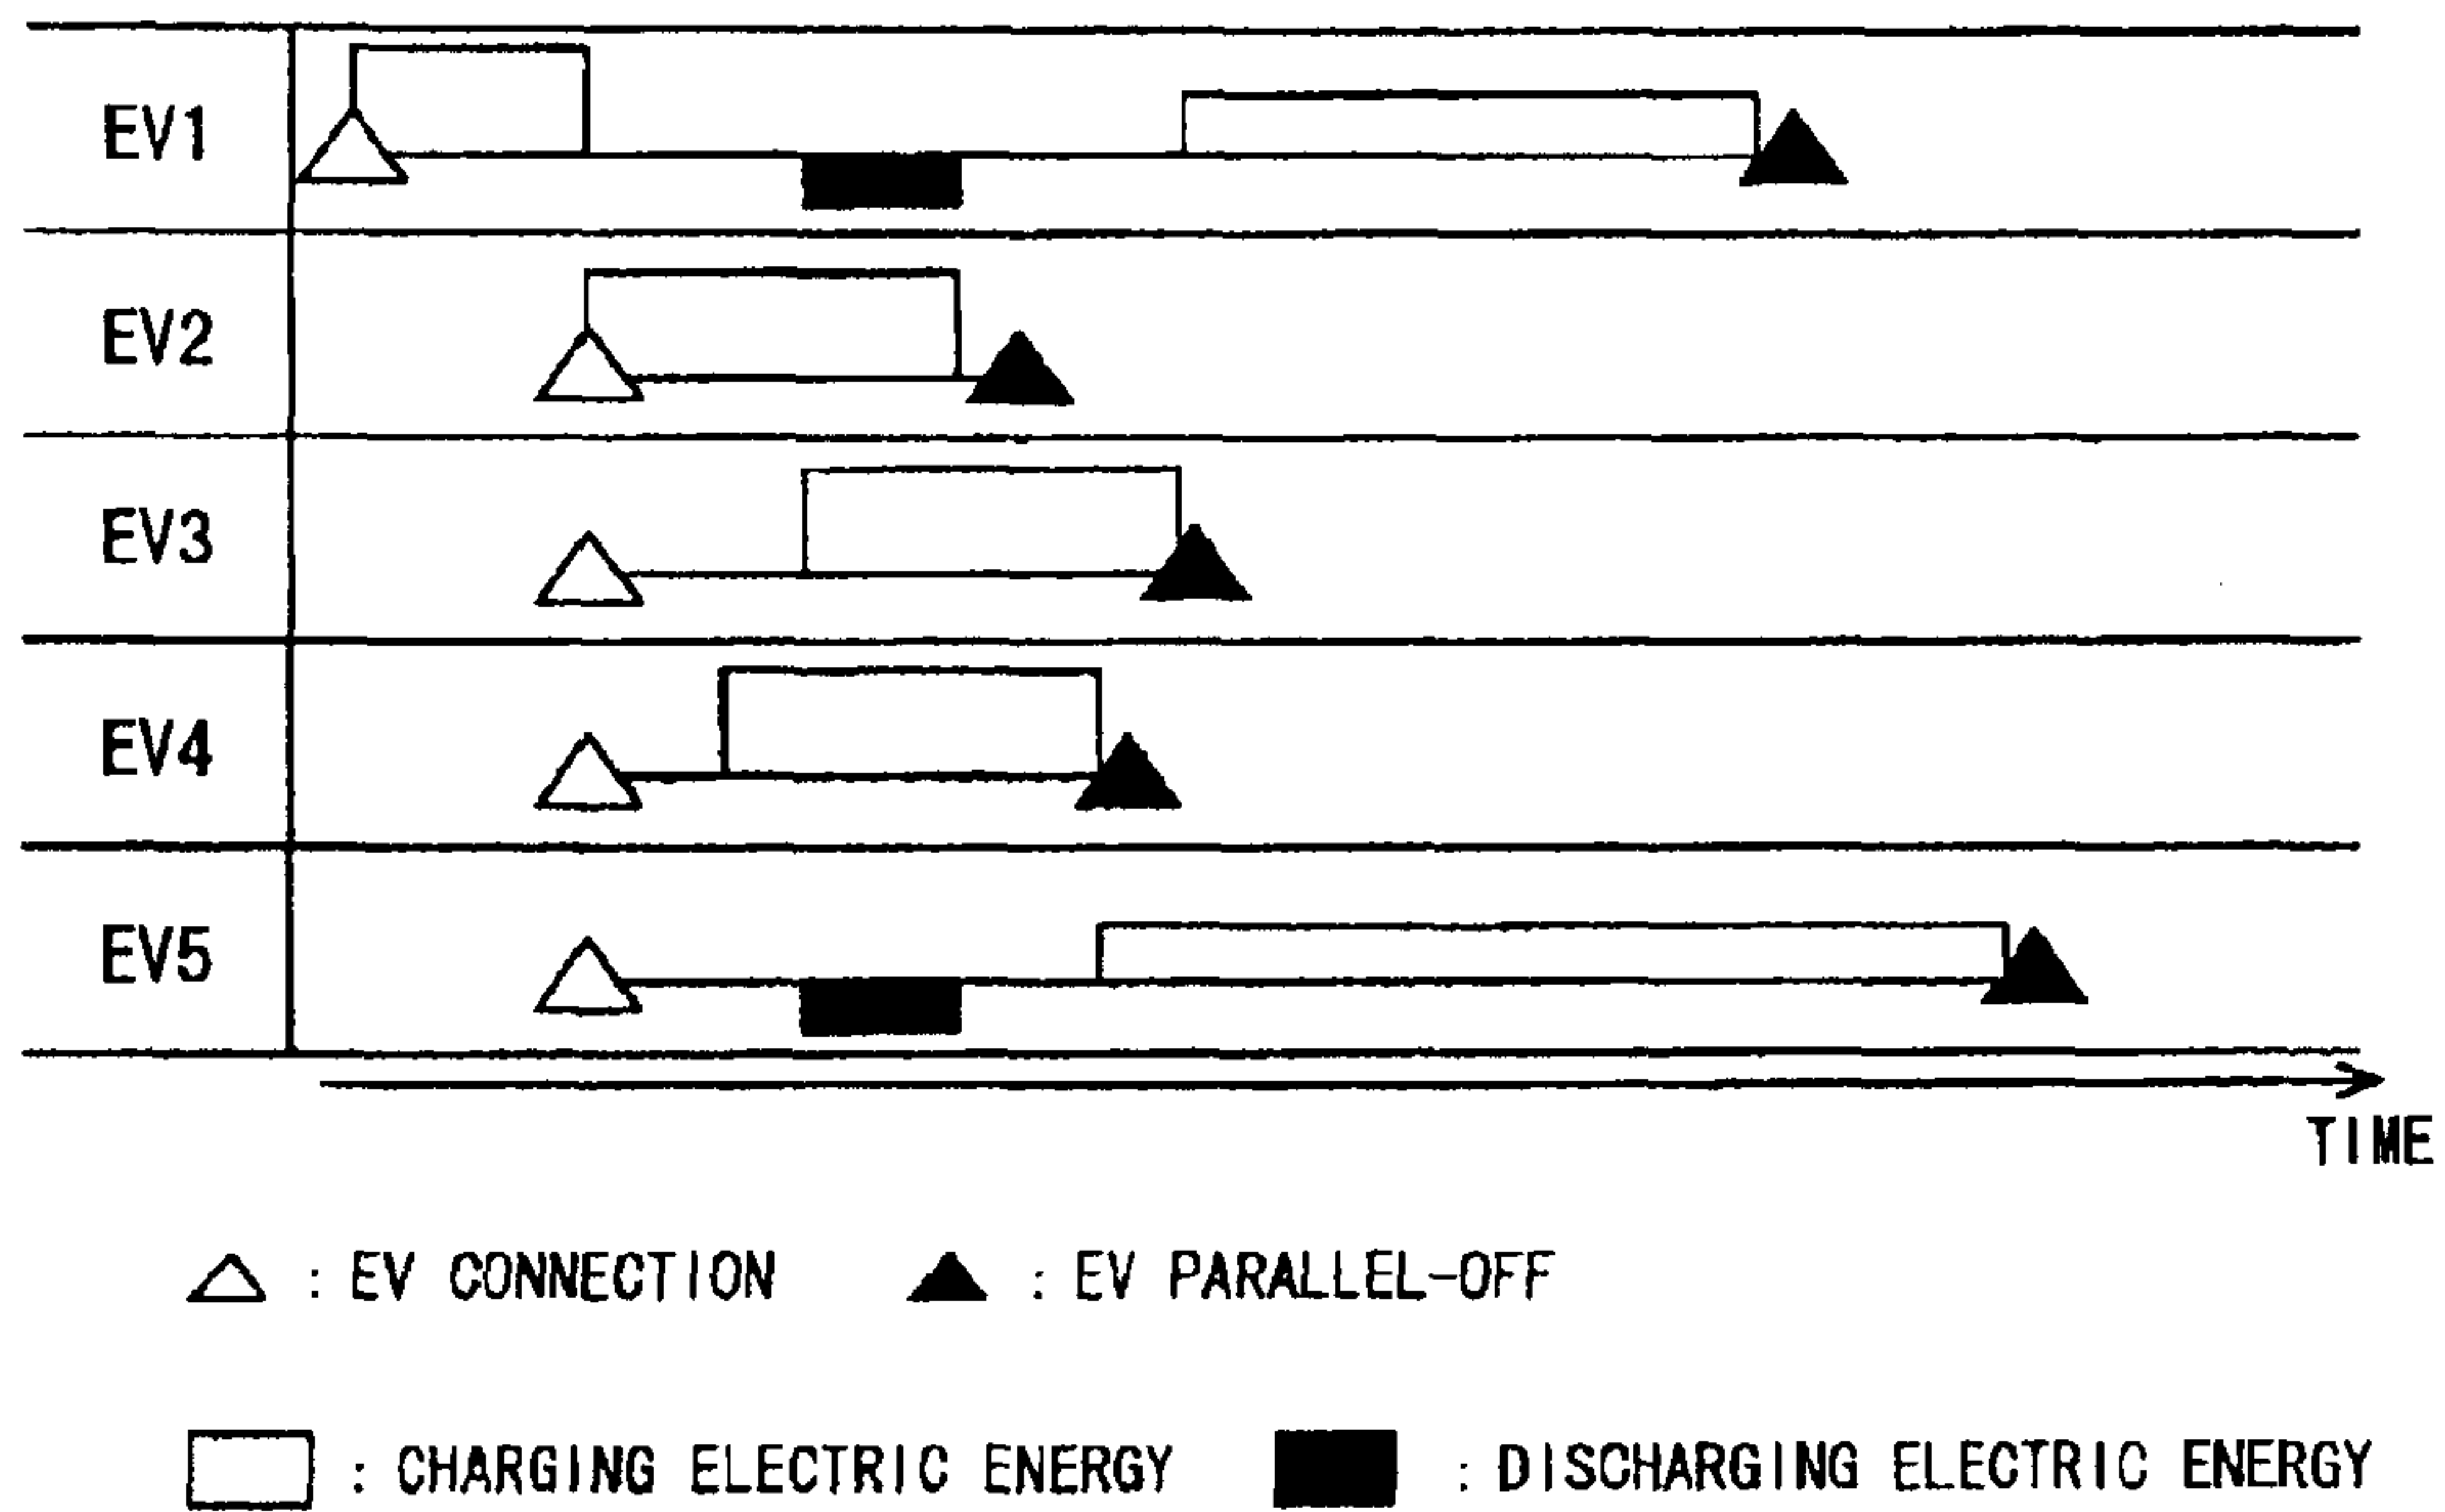 EV1
EV2
EV3
EV4
EV5
TIME
: EV CONNECTION : EV PARALLEL-OFF
: CHARGING ELECTRIC ENERGY : DISCHARGING ELECTRIC ENERGY